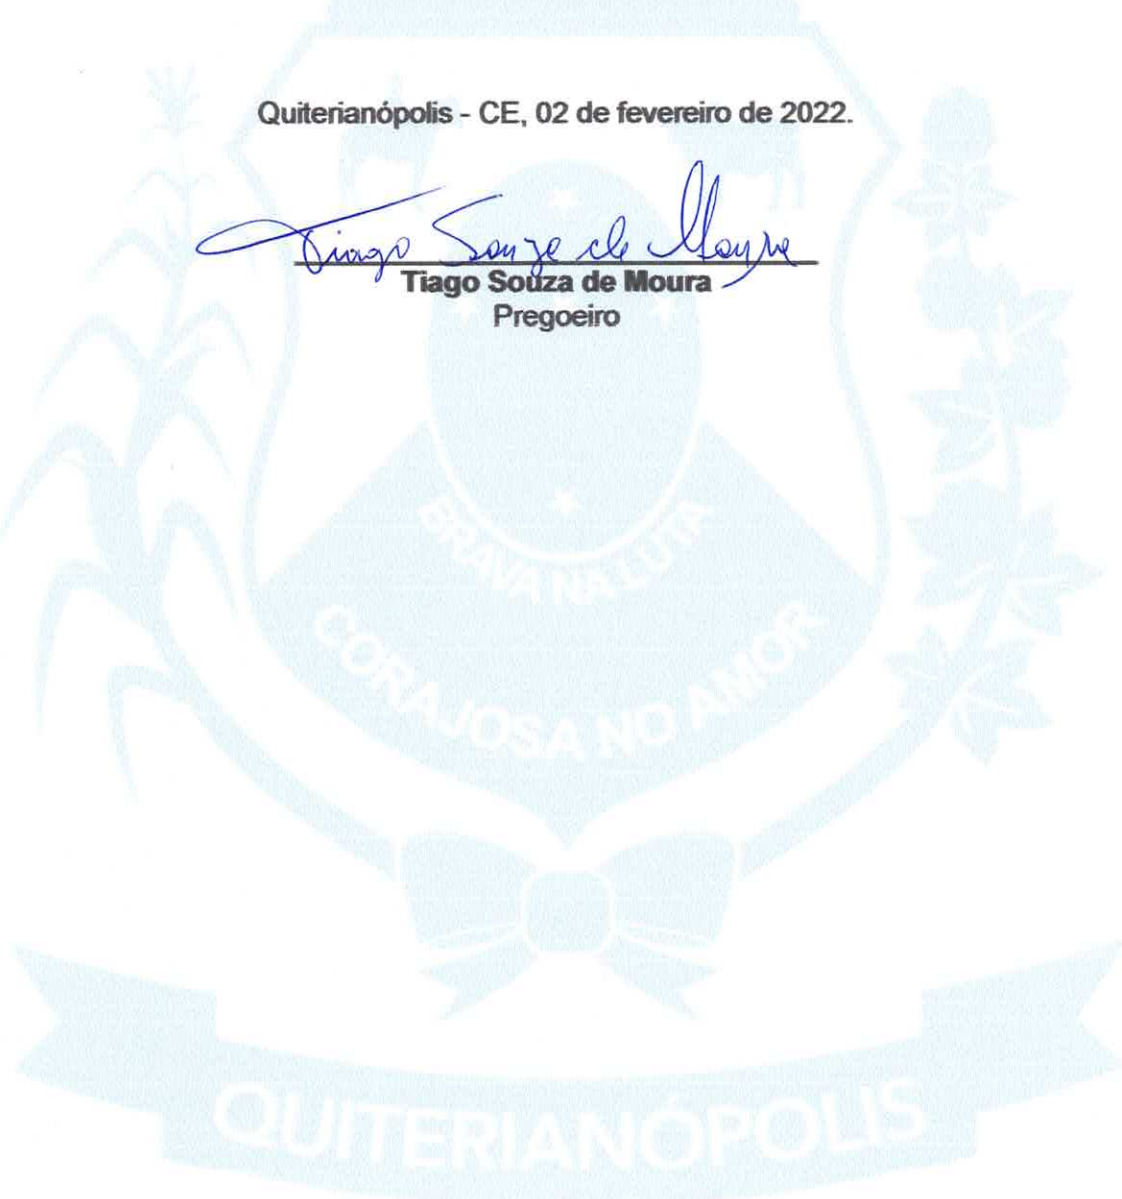 Quiterianópolis - CE, 02 de fevereiro de 2022.
Tiago Souza de Moura
Tiago Souza de Moura
Pregoeiro
BRAVA NA LUTA
CORAJOSA NO AMOR
QUITERIANÓPOLIS